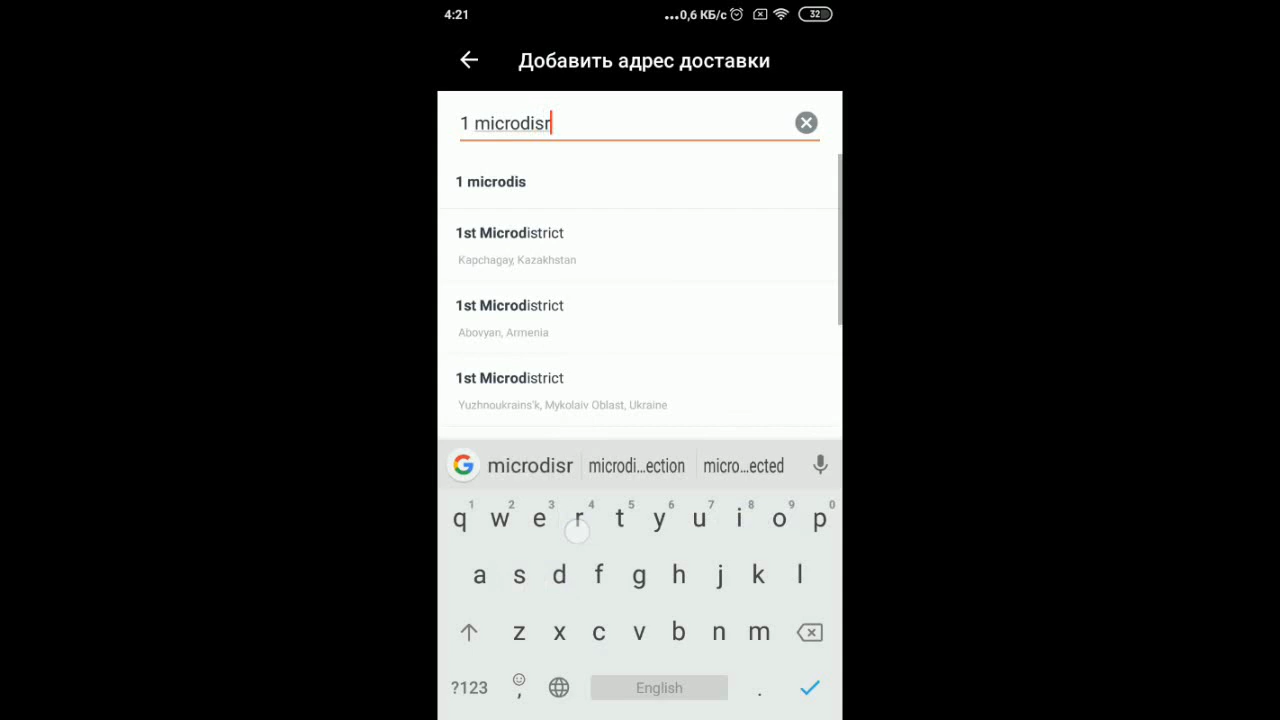 4:21 ...0,6 КБ/с 32
Добавить адрес доставки
1 microdisr
1 microdis
1st Microdistrict
Kapchagay, Kazakhstan
1st Microdistrict
Abovyan, Armenia
1st Microdistrict
Yuzhnoukrains'k, Mykolaiv Oblast, Ukraine
microdisr microdi...ection micro...ected
1 2 3 4 5 6 7 8 9 0
q w e r t y u i o p
a s d f g h j k l
z x c v b n m
?123 , English .